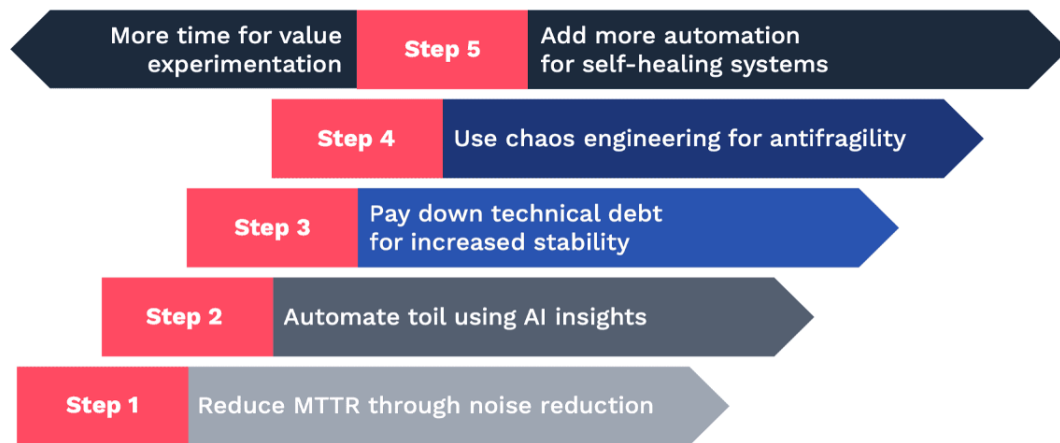 More time for value
experimentation
Step 5
Add more automation
for self-healing systems
Step 4
Use chaos engineering for antifragility
Step 3
Pay down technical debt
for increased stability
Step 2
Automate toil using AI insights
Step 1
Reduce MTTR through noise reduction